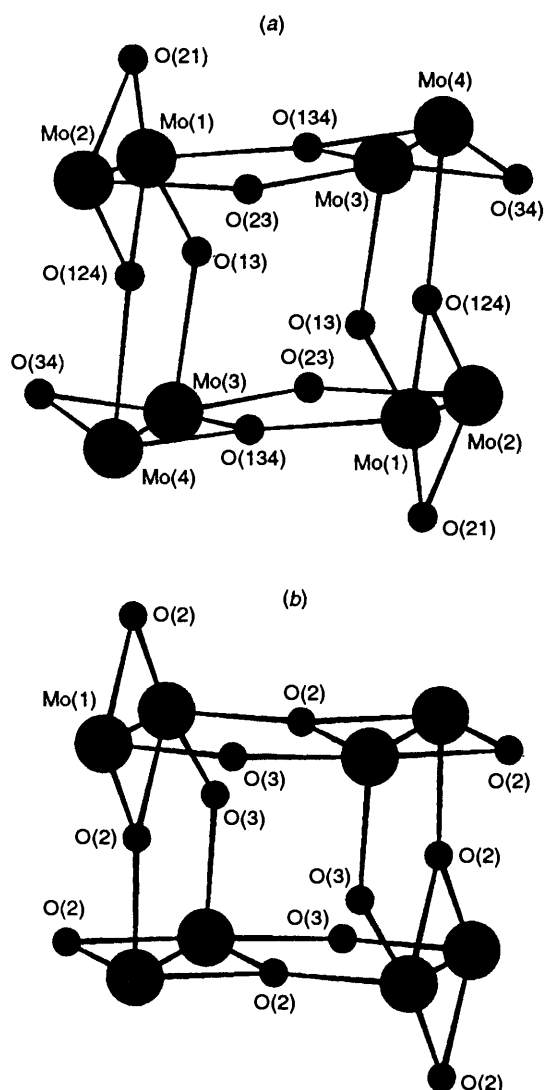 (a)
O(21)
Mo(4)
Mo(1)
O(134)
Mo(2)
O(23)
Mo(3)
O(34)
O(13)
O(124)
O(124)
O(13)
O(34)
O(23)
Mo(3)
Mo(4)
O(134)
Mo(1)
Mo(2)
O(21)
(b)
O(2)
Mo(1)
O(2)
O(3)
O(2)
O(3)
O(2)
O(2)
O(3)
O(2)
O(3)
O(2)
O(2)